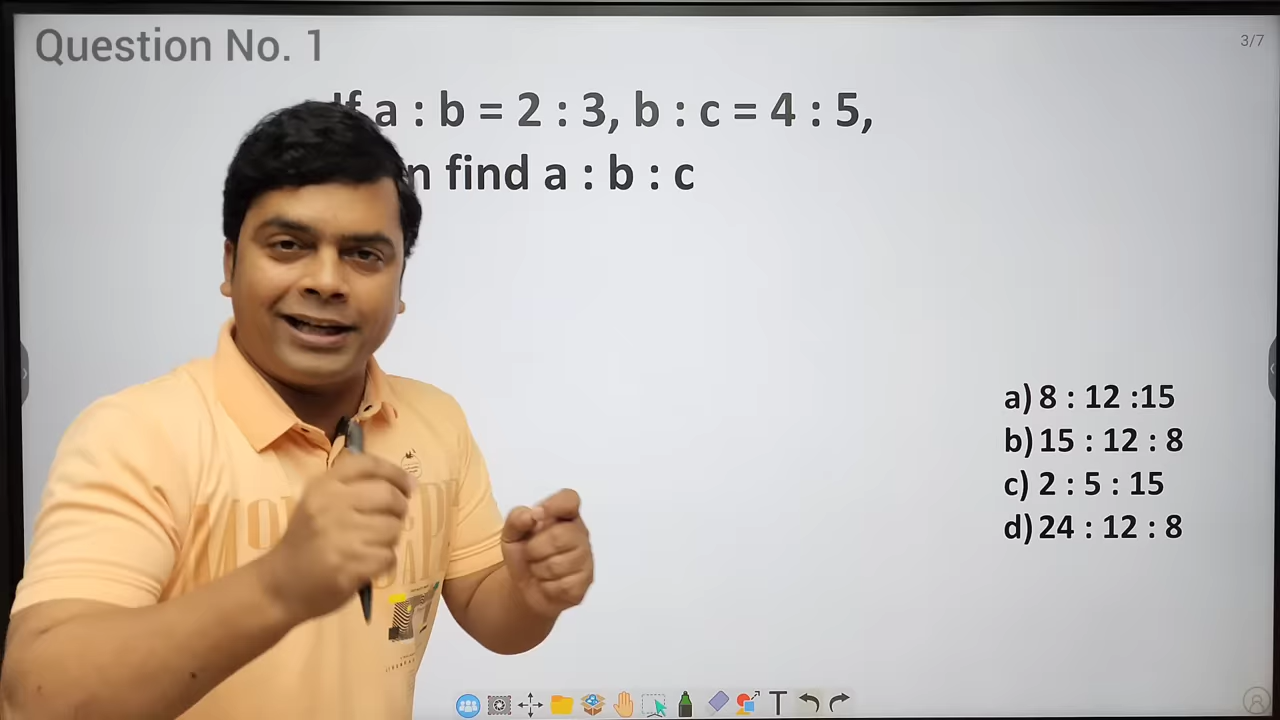 Question No. 1
3/7
If a : b = 2 : 3, b : c = 4 : 5,
find a : b : c
a) 8 : 12 :15
b) 15 : 12 : 8
c) 2 : 5 : 15
d) 24 : 12 : 8